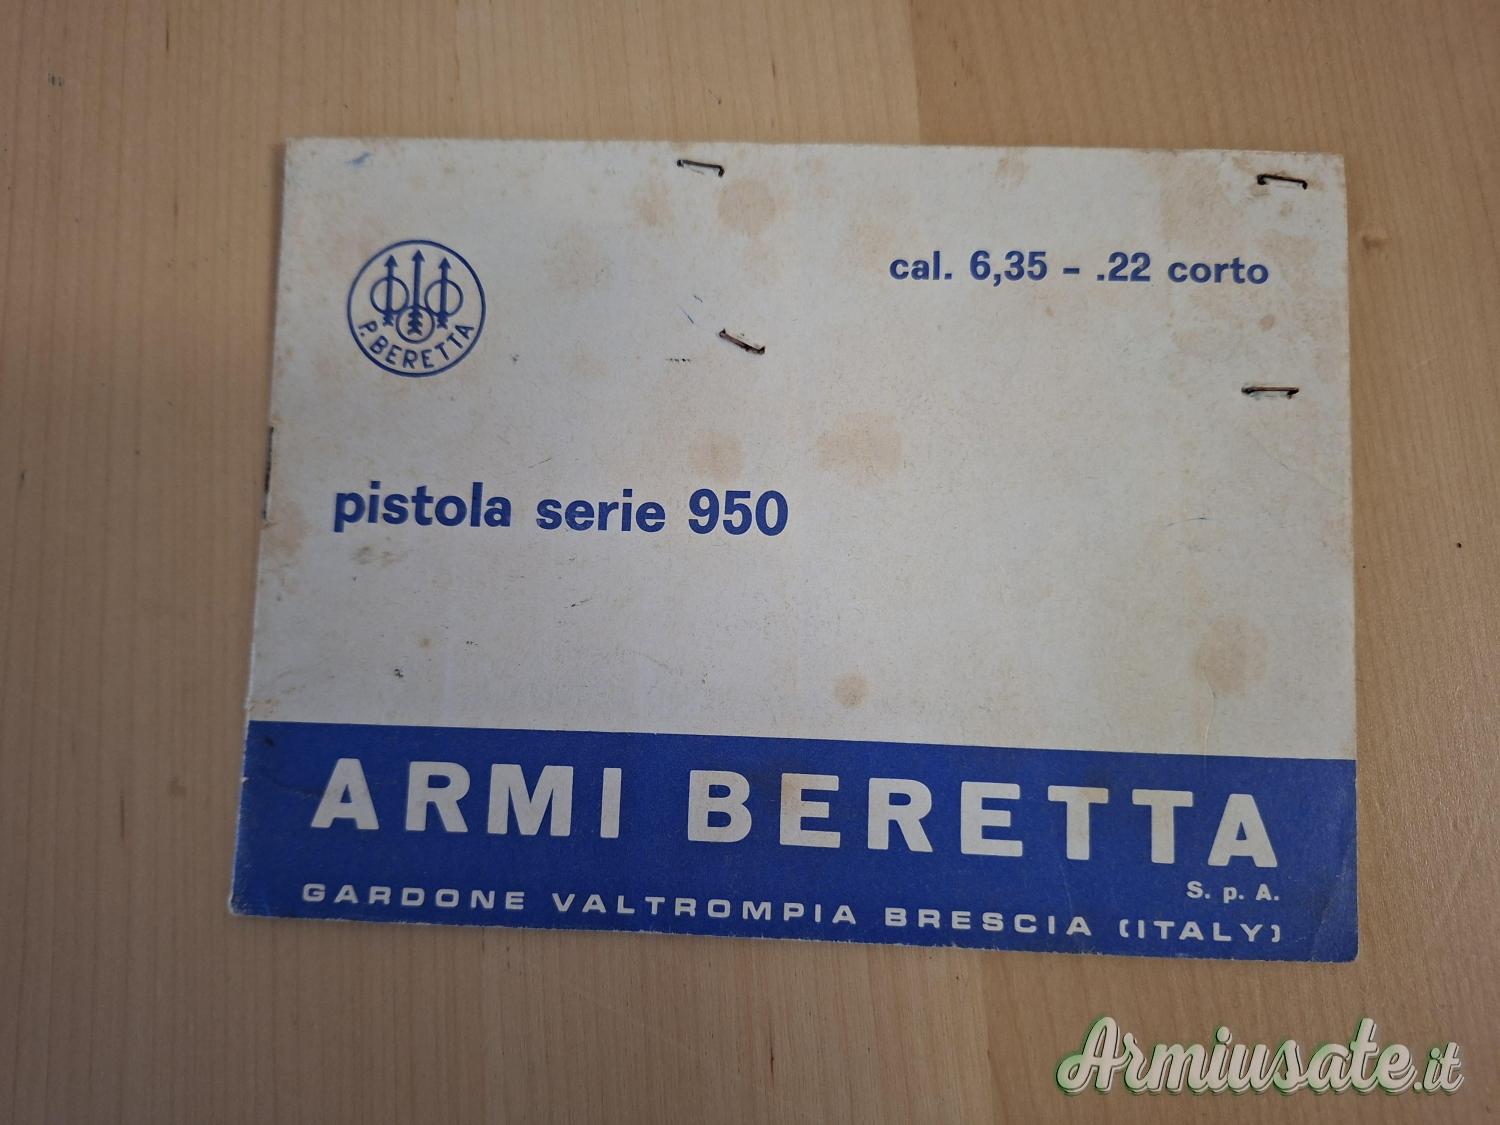 cal. 6,35 - .22 corto
P. BERETTA
pistola serie 950
ARMI BERETTA
S. p. A.
GARDONE VALTROMPIA BRESCIA (ITALY)
Armiusate.it